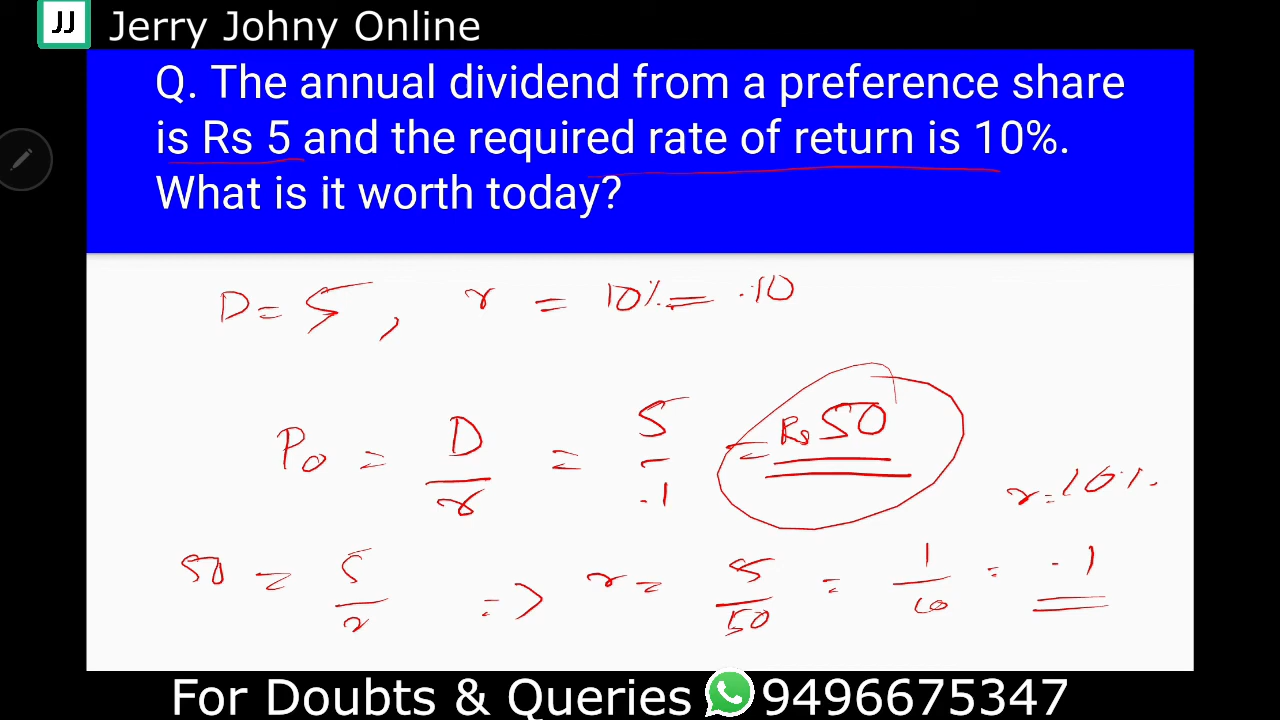 JJ Jerry Johny Online
Q. The annual dividend from a preference share
is Rs 5 and the required rate of return is 10%.
What is it worth today?
D = 5 , r = 10% = .10
P0 = D/r = 5/.1 = Rs 50
r = 10%
50 = 5/r => r = 5/50 = 1/10 = .1
For Doubts & Queries 9496675347